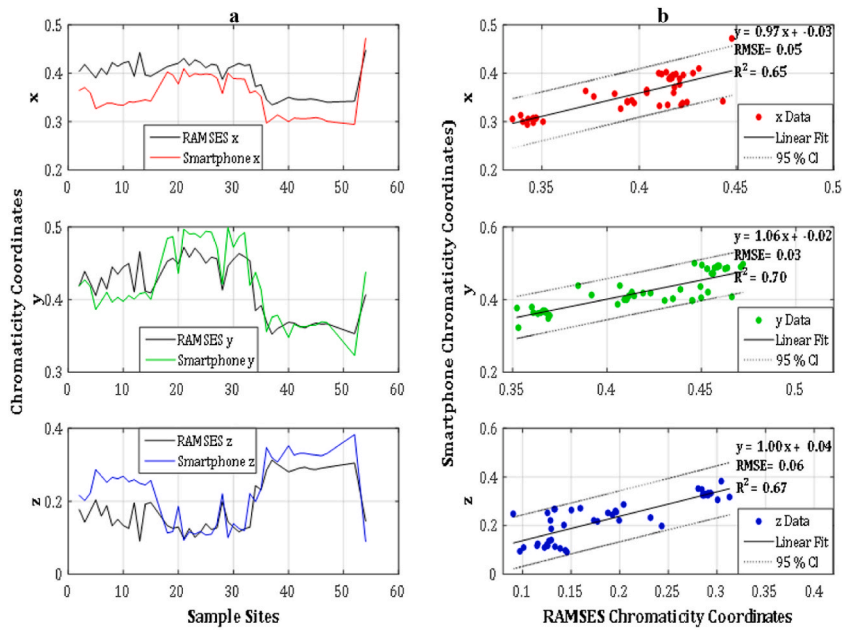 a
b
0.5
0.4
0.3
0.2
0 10 20 30 40 50 60
x
RAMSES x
Smartphone x
0.5
0.4
0.3
0.2
0.35 0.4 0.45 0.5
x
y = 0.97 x + -0.03
RMSE= 0.05
R² = 0.65
x Data
Linear Fit
95 % CI
0.5
0.4
0.3
0 10 20 30 40 50 60
y
RAMSES y
Smartphone y
0.6
0.4
0.2
0.35 0.4 0.45 0.5
y
y = 1.06 x + -0.02
RMSE= 0.03
R² = 0.70
y Data
Linear Fit
95 % CI
0.4
0.2
0
0 10 20 30 40 50 60
z
RAMSES z
Smartphone z
0.6
0.4
0.2
0
0.1 0.15 0.2 0.25 0.3 0.35 0.4
z
y = 1.00 x + 0.04
RMSE= 0.06
R² = 0.67
z Data
Linear Fit
95 % CI
Chromaticity Coordinates
Smartphone Chromaticity Coordinates)
Sample Sites
RAMSES Chromaticity Coordinates